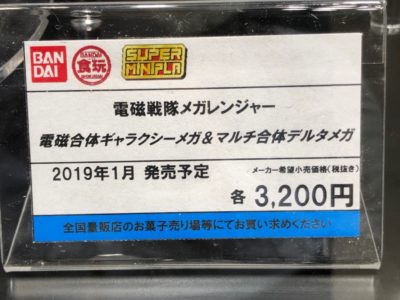 BAN
DAI
BANDAI
食玩
SUPER
MINIPLA
電磁戦隊メガレンジャー
電磁合体ギャラクシーメガ&マルチ合体デルタメガ
2019年1月 発売予定
メーカー希望小売価格(税抜き)
各 3,200円
全国量販店のお菓子売り場等にてお買い求めください